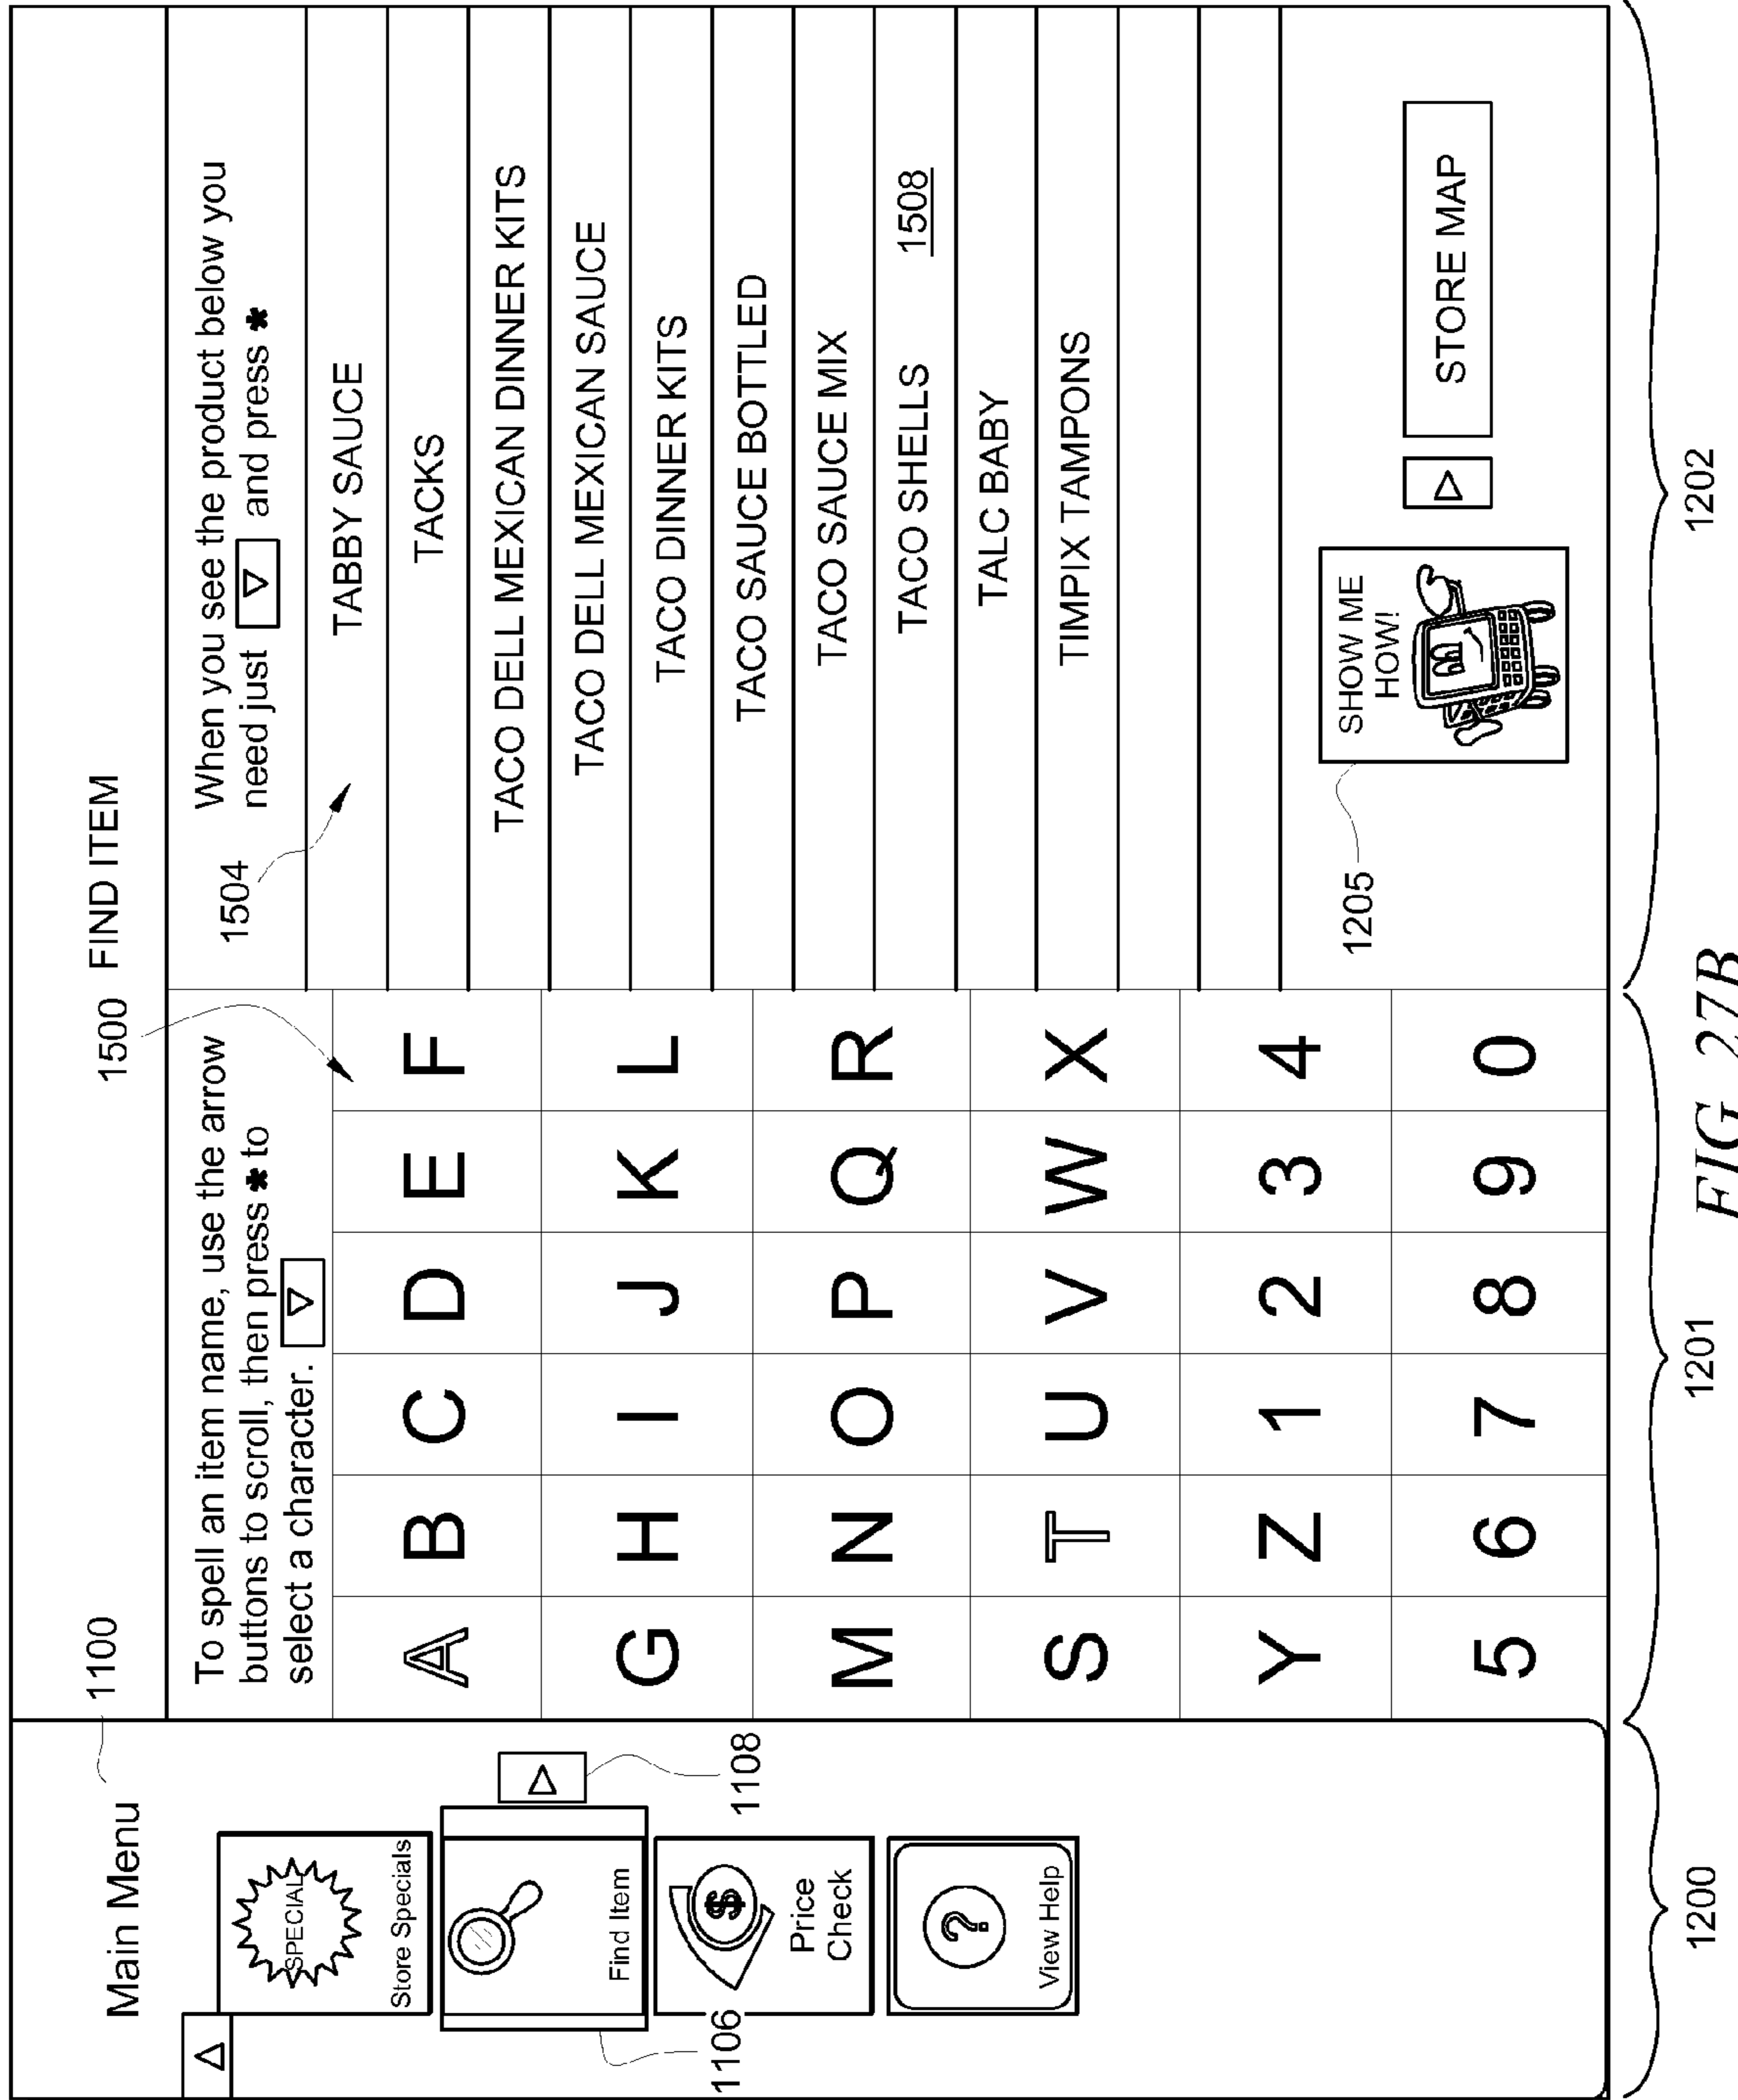 1100
1500 FIND ITEM
Main Menu
SPECIAL
Store Specials
Find Item
1108
1106
Price
Check
?
View Help
To spell an item name, use the arrow
buttons to scroll, then press * to
select a character.
A B C D E F
G H I J K L
M N O P Q R
S T U V W X
Y Z 1 2 3 4
5 6 7 8 9 0
1504
When you see the product below you
need just and press *
TABBY SAUCE
TACKS
TACO DELL MEXICAN DINNER KITS
TACO DELL MEXICAN SAUCE
TACO DINNER KITS
TACO SAUCE BOTTLED
TACO SAUCE MIX
TACO SHELLS 1508
TALC BABY
TIMPIX TAMPONS
1205
SHOW ME
HOW!
STORE MAP
1200
1201
1202
FIG 27B